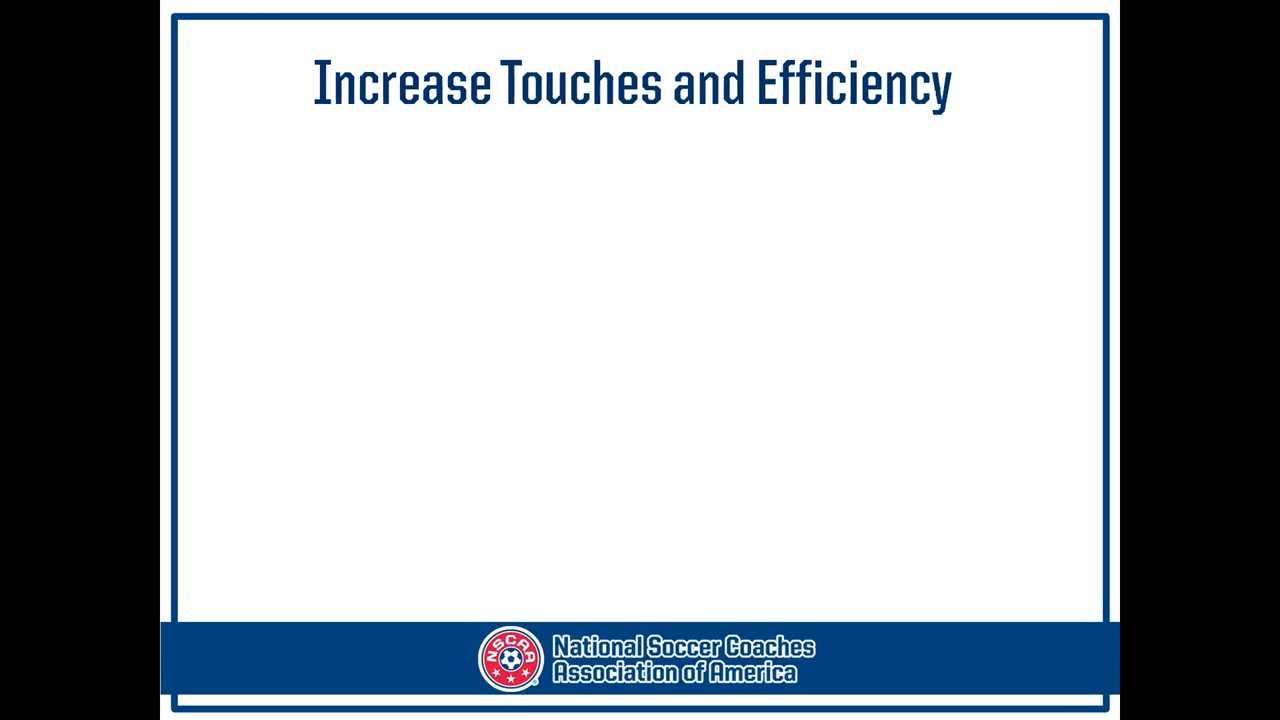 Increase Touches and Efficiency
NSCAA
National Soccer Coaches
Association of America